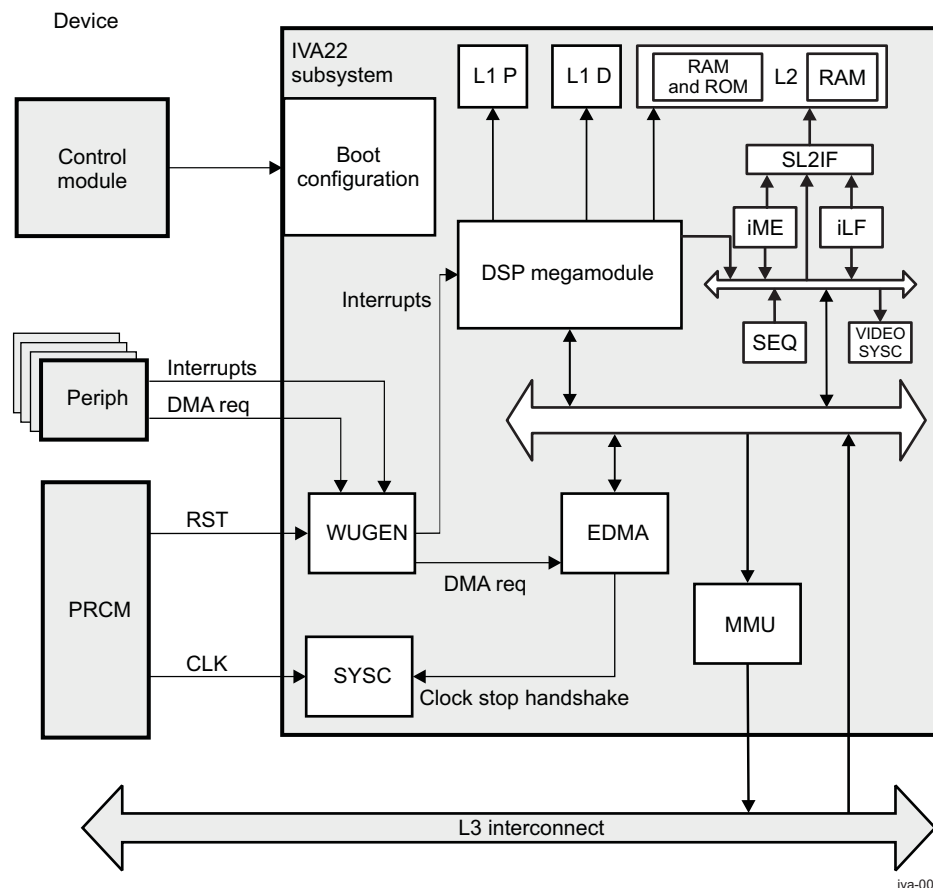 Device
IVA22
subsystem
L1 P
L1 D
RAM
and ROM
L2
RAM
Control
module
Boot
configuration
SL2IF
iME
iLF
DSP megamodule
Interrupts
SEQ
VIDEO
SYSC
Periph
Interrupts
DMA req
RST
WUGEN
EDMA
DMA req
PRCM
MMU
CLK
SYSC
Clock stop handshake
L3 interconnect